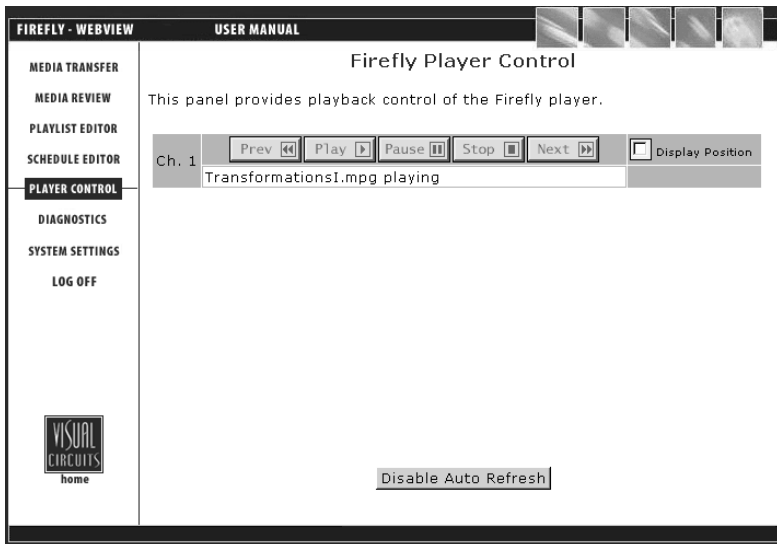 FIREFLY - WEBVIEW USER MANUAL
MEDIA TRANSFER
MEDIA REVIEW
PLAYLIST EDITOR
SCHEDULE EDITOR
PLAYER CONTROL
DIAGNOSTICS
SYSTEM SETTINGS
LOG OFF
VISUAL
CIRCUITS
home
Firefly Player Control
This panel provides playback control of the Firefly player.
Ch. 1 Prev Play Pause Stop Next Display Position
TransformationsI.mpg playing
Disable Auto Refresh